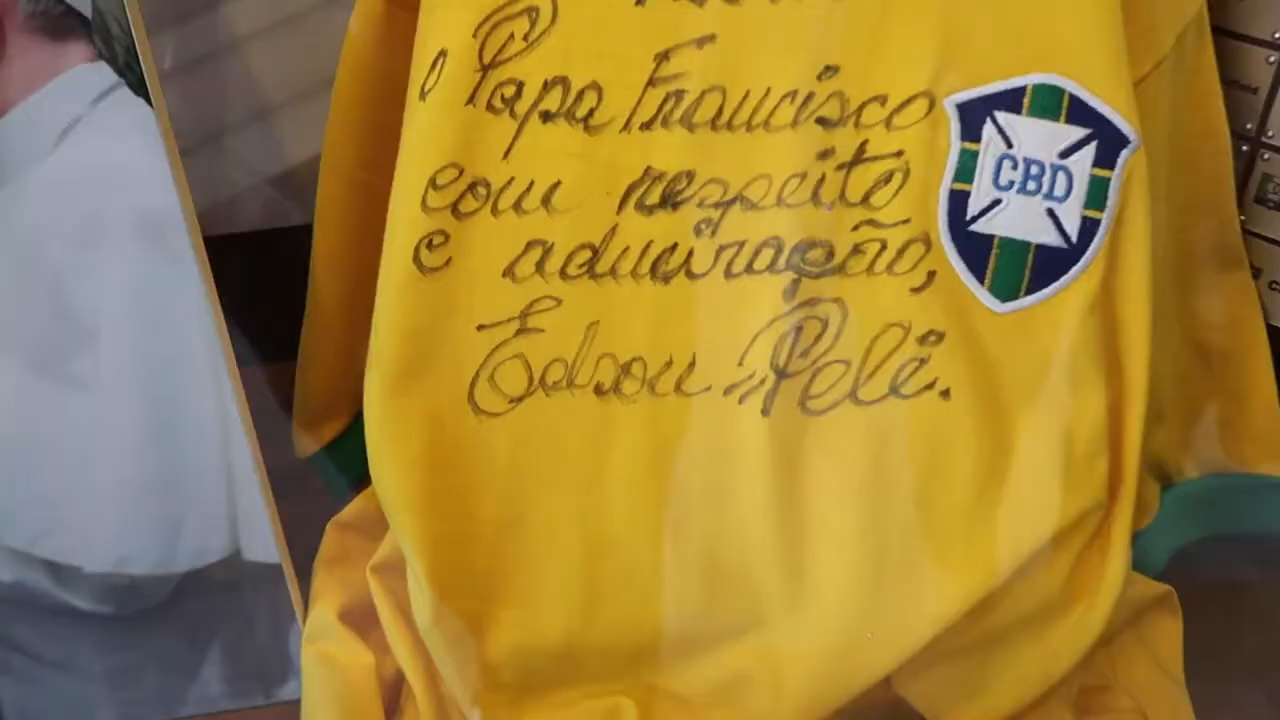 Papa Francisco
com respeito
e admiração,
Edson = Pelé.
CBD